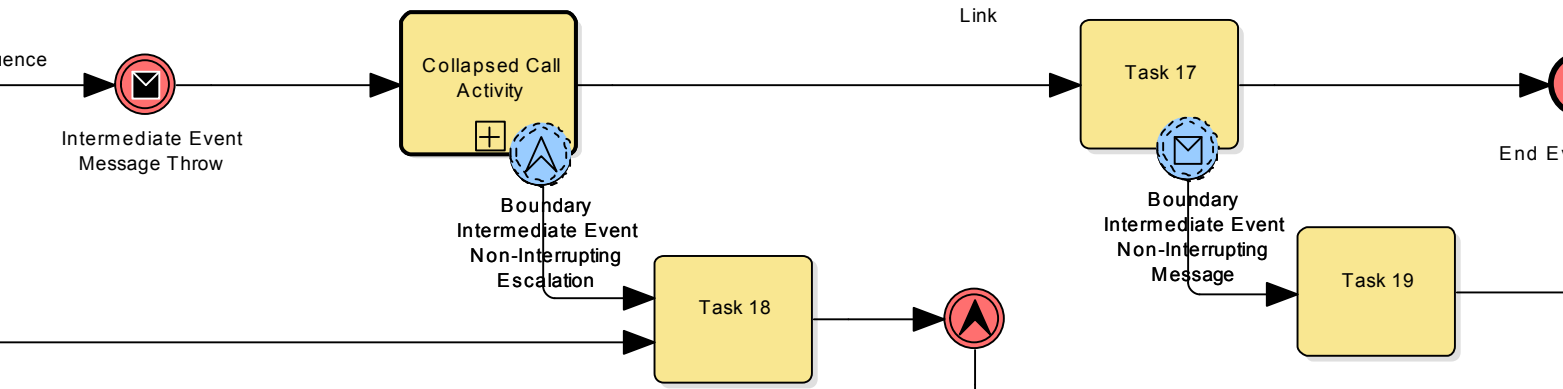 Link
uence
Collapsed Call
Activity
Task 17
Intermediate Event
Message Throw
End Ev
Boundary
Intermediate Event
Non-Interrupting
Escalation
Boundary
Intermediate Event
Non-Interrupting
Message
Task 18
Task 19